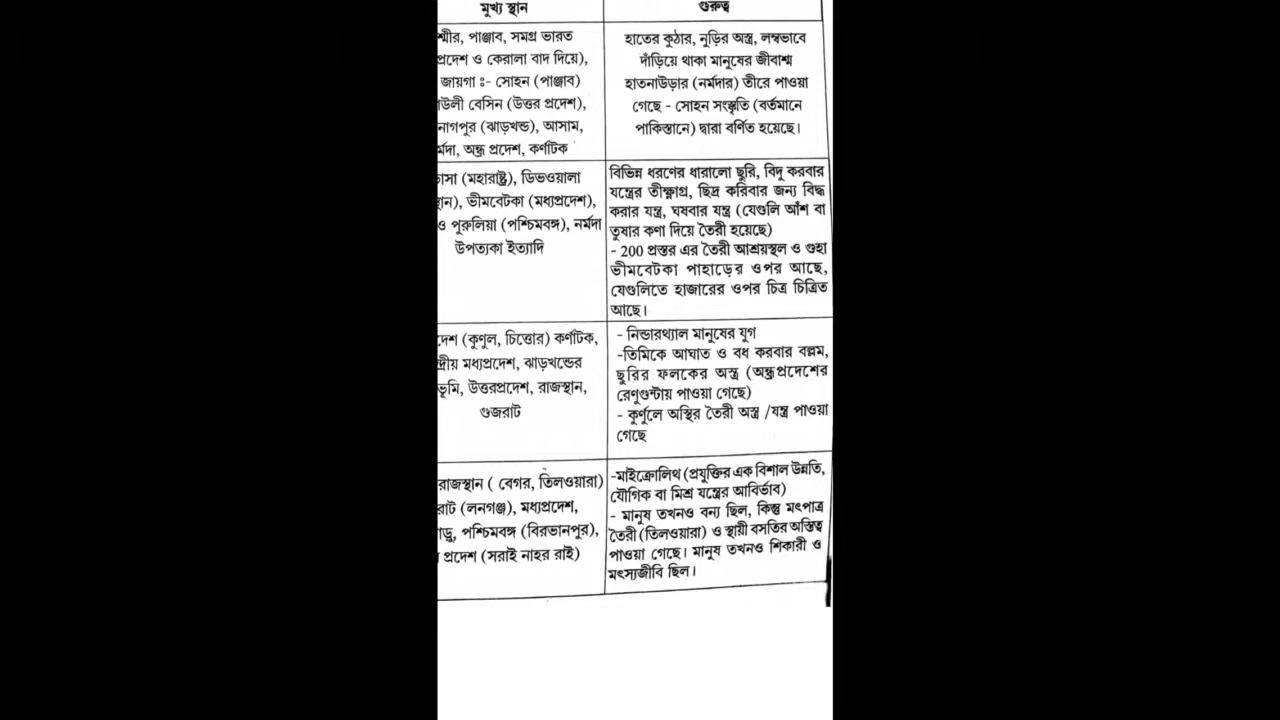 মুখ্য স্থান
গুরুত্ব
শ্মীর, পাঞ্জাব, সমগ্র ভারত
প্রদেশ ও কেরালা বাদ দিয়ে),
জায়গা ঃ- সোহন (পাঞ্জাব)
উলী বেসিন (উত্তর প্রদেশ),
নাগপুর (ঝাড়খন্ড), আসাম,
র্মদা, অন্ধ্র প্রদেশ, কর্ণাটক
হাতের কুঠার, নুড়ির অস্ত্র, লম্বভাবে
দাঁড়িয়ে থাকা মানুষের জীবাশ্ম
হাতনাউড়ার (নর্মদার) তীরে পাওয়া
গেছে - সোহন সংস্কৃতি (বর্তমানে
পাকিস্তানে) দ্বারা বর্ণিত হয়েছে।
ভাসা (মহারাষ্ট্র), ডিভওয়ালা
স্থান), ভীমবেটকা (মধ্যপ্রদেশ),
ও পুরুলিয়া (পশ্চিমবঙ্গ), নর্মদা
উপত্যকা ইত্যাদি
বিভিন্ন ধরণের ধারালো ছুরি, বিদু করবার
যন্ত্রের তীক্ষ্ণাগ্র, ছিদ্র করিবার জন্য বিদ্ধ
করার যন্ত্র, ঘষবার যন্ত্র (যেগুলি আঁশ বা
তুষার কণা দিয়ে তৈরী হয়েছে)
- 200 প্রস্তর এর তৈরী আশ্রয়স্থল ও গুহা
ভীমবেটকা পাহাড়ের ওপর আছে,
যেগুলিতে হাজারের ওপর চিত্র চিত্রিত
আছে।
দেশ (কুণুল, চিত্তোর) কর্ণাটক,
ন্দ্রীয় মধ্যপ্রদেশ, ঝাড়খন্ডের
ভূমি, উত্তরপ্রদেশ, রাজস্থান,
গুজরাট
- নিন্ডারথ্যাল মানুষের যুগ
-তিমিকে আঘাত ও বধ করবার বল্লম,
ছুরির ফলকের অস্ত্র (অন্ধ্রপ্রদেশের
রেণুগুন্টায় পাওয়া গেছে)
- কুর্ণুলে অস্থির তৈরী অস্ত্র /যন্ত্র পাওয়া
গেছে
রাজস্থান ( বেগর, তিলওয়ারা)
রাট (লনগঞ্জ), মধ্যপ্রদেশ,
ড়ু, পশ্চিমবঙ্গ (বিরভানপুর),
প্রদেশ (সরাই নাহর রাই)
-মাইক্রোলিথ (প্রযুক্তির এক বিশাল উন্নতি,
যৌগিক বা মিশ্র যন্ত্রের আবির্ভাব)
- মানুষ তখনও বন্য ছিল, কিন্তু মৎপাত্র
তৈরী (তিলওয়ারা) ও স্থায়ী বসতির অস্তিত্ব
পাওয়া গেছে। মানুষ তখনও শিকারী ও
মৎস্যজীবি ছিল।